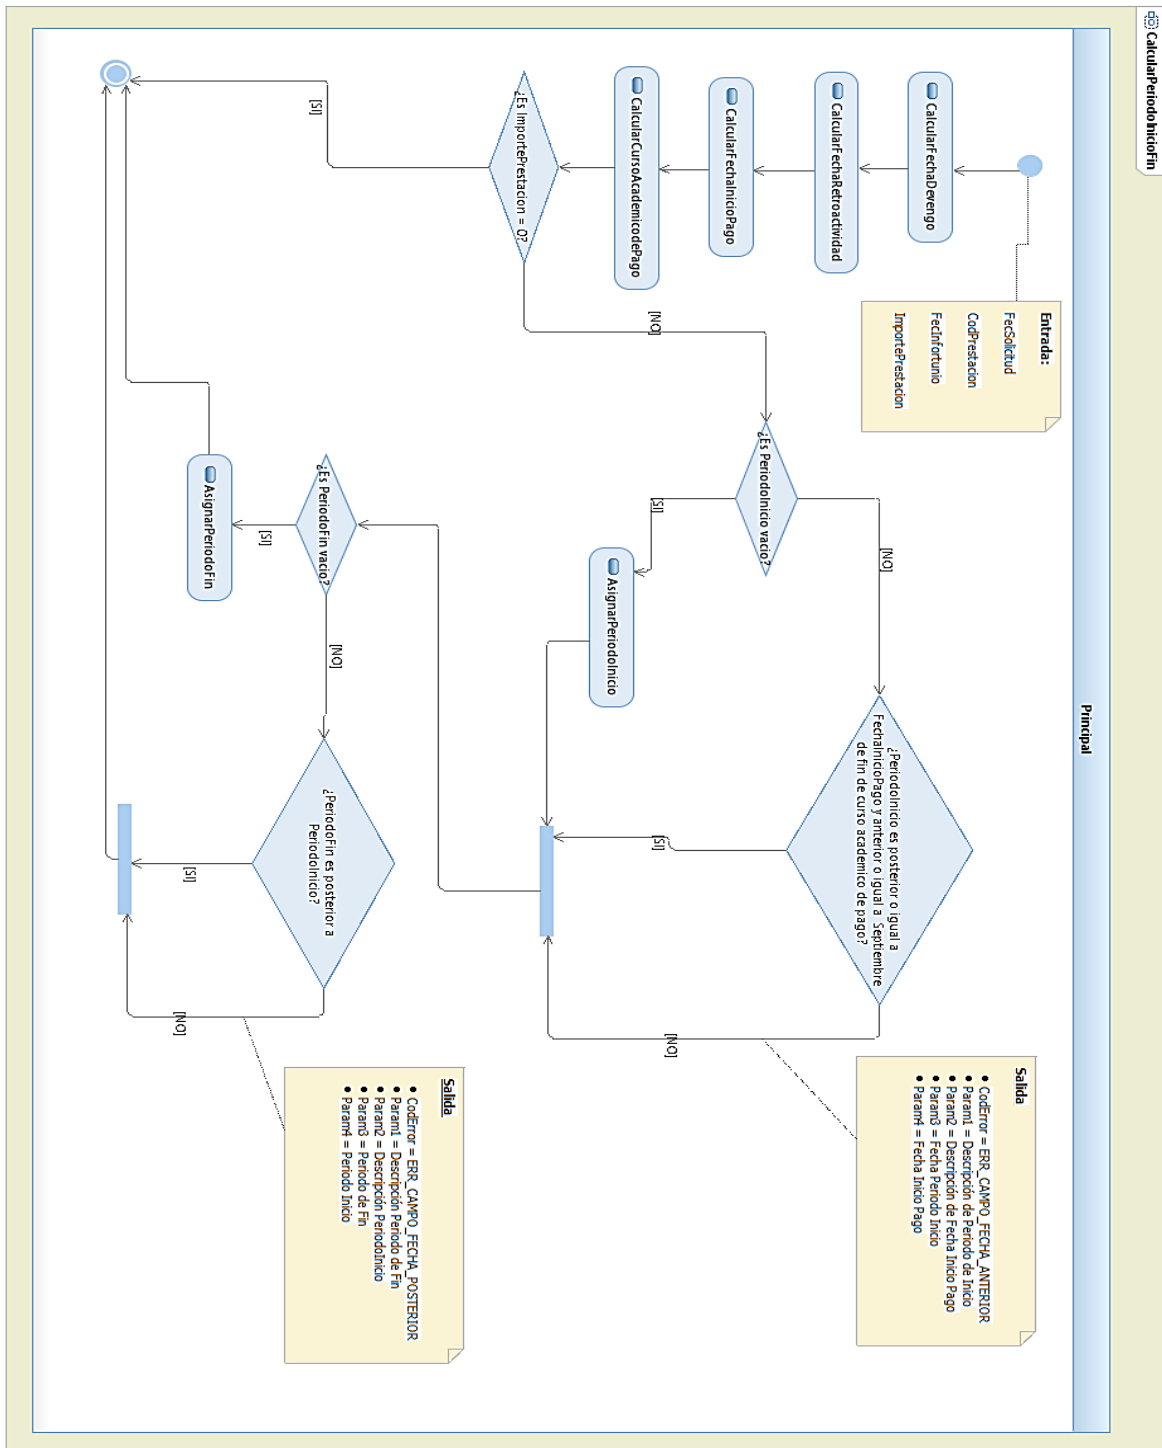 CalcularPeriodoInicioFin
Principal
Entrada:
FecSolicitud
CodPrestacion
FecInfortunio
ImportePrestacion
CalcularFechaDevengo
CalcularFechaRetroactividad
CalcularFechaInicioPago
CalcularCursoAcademicodePago
¿Es ImportePrestacion = 0?
[SI]
[NO]
¿Es PeriodoInicio vacio?
[NO]
[SI]
AsignarPeriodoInicio
¿PeriodoInicio es posterior o igual a
FechaInicioPago y anterior o igual a Septiembre
de fin de curso academico de pago?
[SI]
[NO]
Salida
• CodError = ERR_CAMPO_FECHA_ANTERIOR
• Param1 = Descripción de Periodo de Inicio
• Param2 = Descripción de Fecha Inicio Pago
• Param3 = Fecha Periodo Inicio
• Param4 = Fecha Inicio Pago
¿Es PeriodoFin vacio?
[SI]
[NO]
AsignarPeriodoFin
¿PeriodoFin es posterior a
PeriodoInicio?
[SI]
[NO]
Salida
• CodError = ERR_CAMPO_FECHA_POSTERIOR
• Param1 = Descripción Periodo de Fin
• Param2 = Descripción PeriodoInicio
• Param3 = Periodo de Fin
• Param4 = Periodo Inicio